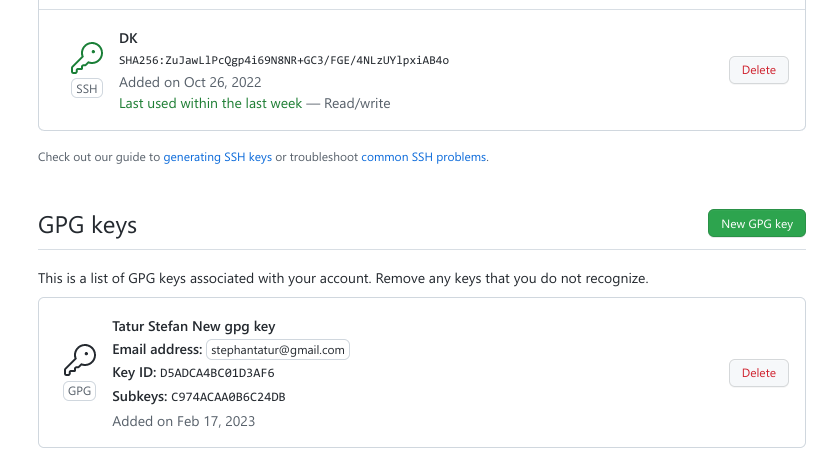 DK
SHA256:ZuJawLlPcQgp4i69N8NR+GC3/FGE/4NLzUYlpxiAB4o
Added on Oct 26, 2022
Last used within the last week — Read/write
SSH
Delete
Check out our guide to generating SSH keys or troubleshoot common SSH problems.
GPG keys
New GPG key
This is a list of GPG keys associated with your account. Remove any keys that you do not recognize.
Tatur Stefan New gpg key
Email address: stephantatur@gmail.com
Key ID: D5ADCA4BC01D3AF6
Subkeys: C974ACAA0B6C24DB
Added on Feb 17, 2023
GPG
Delete